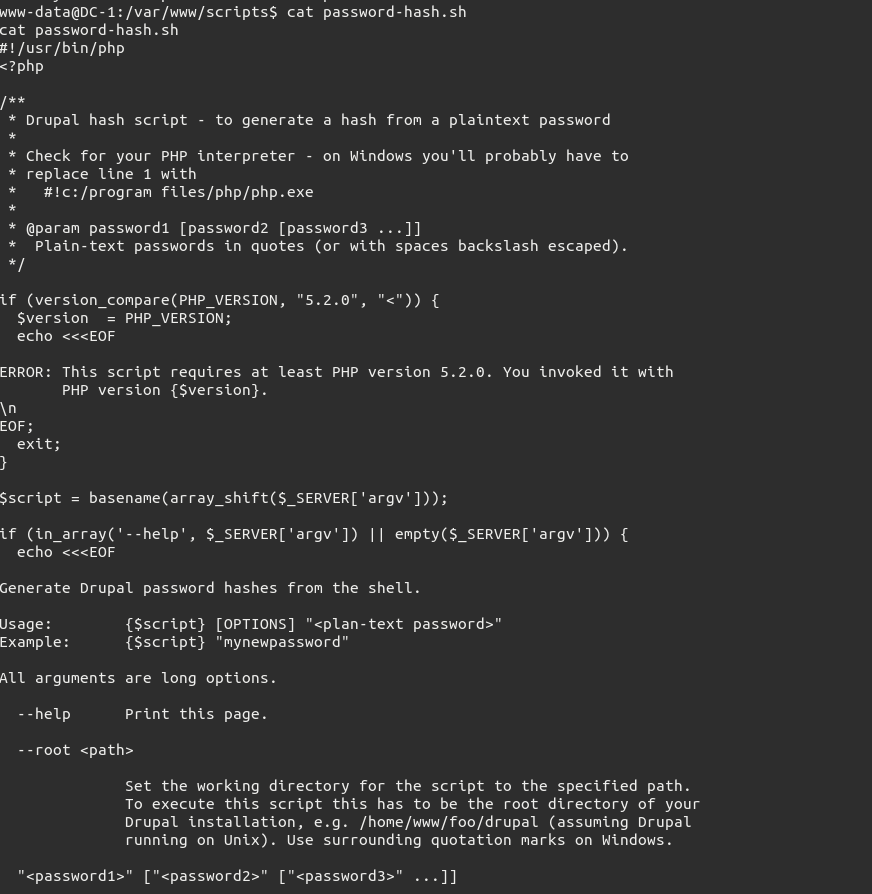 www-data@DC-1:/var/www/scripts$ cat password-hash.sh
cat password-hash.sh
#!/usr/bin/php
<?php

/**
 * Drupal hash script - to generate a hash from a plaintext password
 *
 * Check for your PHP interpreter - on Windows you'll probably have to
 * replace line 1 with
 *   #!c:/program files/php/php.exe
 *
 * @param password1 [password2 [password3 ...]]
 *  Plain-text passwords in quotes (or with spaces backslash escaped).
 */

if (version_compare(PHP_VERSION, "5.2.0", "<")) {
  $version  = PHP_VERSION;
  echo <<<EOF

ERROR: This script requires at least PHP version 5.2.0. You invoked it with
       PHP version {$version}.
\n
EOF;
  exit;
}

$script = basename(array_shift($_SERVER['argv']));

if (in_array('--help', $_SERVER['argv']) || empty($_SERVER['argv'])) {
  echo <<<EOF

Generate Drupal password hashes from the shell.

Usage:        {$script} [OPTIONS] "<plan-text password>"
Example:      {$script} "mynewpassword"

All arguments are long options.

  --help      Print this page.

  --root <path>

              Set the working directory for the script to the specified path.
              To execute this script this has to be the root directory of your
              Drupal installation, e.g. /home/www/foo/drupal (assuming Drupal
              running on Unix). Use surrounding quotation marks on Windows.

  "<password1>" ["<password2>" ["<password3>" ...]]